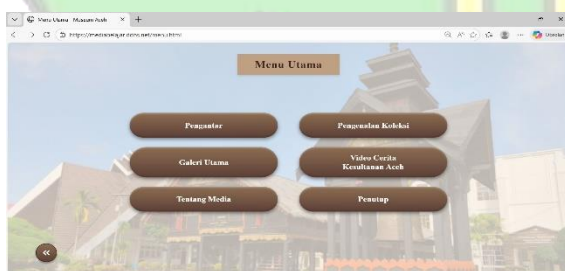 Menu Utama - Museum Aceh
Menu Utama
Pengantar
Pengenalan Koleksi
Galeri Utama
Video Cerita
Kesultanan Aceh
Tentang Media
Penutup